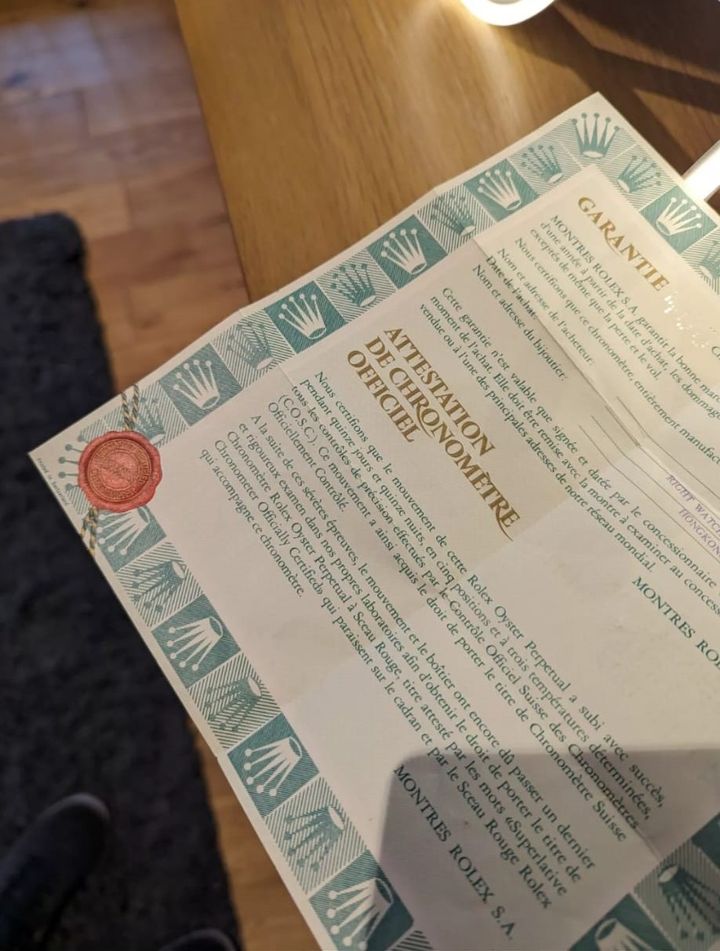 GARANTIE
MONTRES ROLEX S.A. garantit la bonne
d'une année à partir de la date d'achat, les
exceptés de même que la perte et le vol.
Nous certifions que ce chronomètre, entièrement
Nom et adresse de l'acheteur:
Date de l'achat:
Nom et adresse du bijoutier:
HONGKONG
Cette garantie n'est valable que signée et datée par le concessionnaire
moment de l'achat. Elle doit être remise avec la montre à examiner au
vendue ou à l'une des principales adresses de notre réseau mondial.
MONTRES
ATTESTATION
DE CHRONOMÈTRE
OFFICIEL
Nous certifions que le mouvement de cette Rolex Oyster Perpetual a subi avec succès,
pendant quinze jours et quinze nuits, en cinq positions et à trois températures déterminées,
tous les contrôles de précision effectués par le Contrôle Officiel Suisse des Chronomètres
(C.O.S.C.). Ce mouvement a ainsi acquis le droit de porter le titre de Chronomètre Suisse
Officiellement Contrôlé.
A la suite de ces sévères épreuves, le mouvement et le boîtier ont encore dû passer un dernier
et rigoureux examen dans nos propres laboratoires afin d'obtenir le droit de porter le titre de
Chronomètre Rolex Oyster Perpetual à Sceau Rouge, titre attesté par les mots «Superlative
Chronometer Officially Certified» qui paraissent sur le cadran et par le Sceau Rouge Rolex
qui accompagne ce chronomètre.
MONTRES ROLEX S.A.